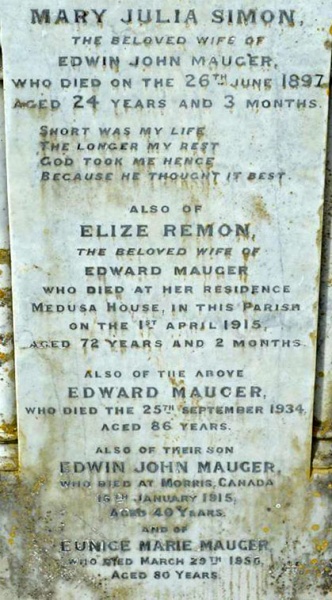 MARY JULIA SIMON,
THE BELOVED WIFE OF
EDWIN JOHN MAUGER,
WHO DIED ON THE 26TH JUNE 1897
AGED 24 YEARS AND 3 MONTHS.
SHORT WAS MY LIFE
THE LONGER MY REST
GOD TOOK ME HENCE
BECAUSE HE THOUGHT IT BEST.
ALSO OF
ELIZE REMON,
THE BELOVED WIFE OF
EDWARD MAUGER
WHO DIED AT HER RESIDENCE
MEDUSA HOUSE, IN THIS PARISH
ON THE 1ST APRIL 1915,
AGED 72 YEARS AND 2 MONTHS.
ALSO OF THE ABOVE
EDWARD MAUGER,
WHO DIED THE 25TH SEPTEMBER 1934,
AGED 86 YEARS.
ALSO OF THEIR SON
EDWIN JOHN MAUGER,
WHO DIED AT MORRIS, CANADA
16TH JANUARY 1915,
AGED 40 YEARS.
AND OF
EUNICE MARIE MAUGER,
WHO DIED MARCH 29TH 1956,
AGED 80 YEARS.